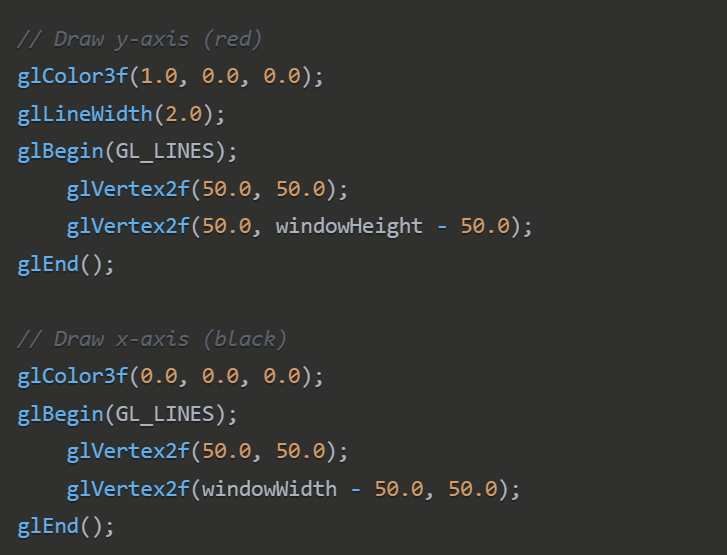 // Draw y-axis (red)
glColor3f(1.0, 0.0, 0.0);
glLineWidth(2.0);
glBegin(GL_LINES);
    glVertex2f(50.0, 50.0);
    glVertex2f(50.0, windowHeight - 50.0);
glEnd();

// Draw x-axis (black)
glColor3f(0.0, 0.0, 0.0);
glBegin(GL_LINES);
    glVertex2f(50.0, 50.0);
    glVertex2f(windowWidth - 50.0, 50.0);
glEnd();